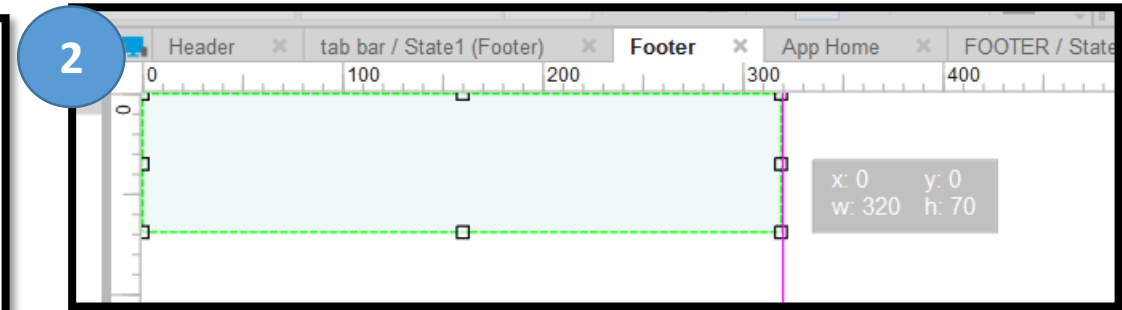 2
Header × tab bar / State1 (Footer) × Footer × App Home × FOOTER / State
0 100 200 300 400
0
x: 0 y: 0
w: 320 h: 70